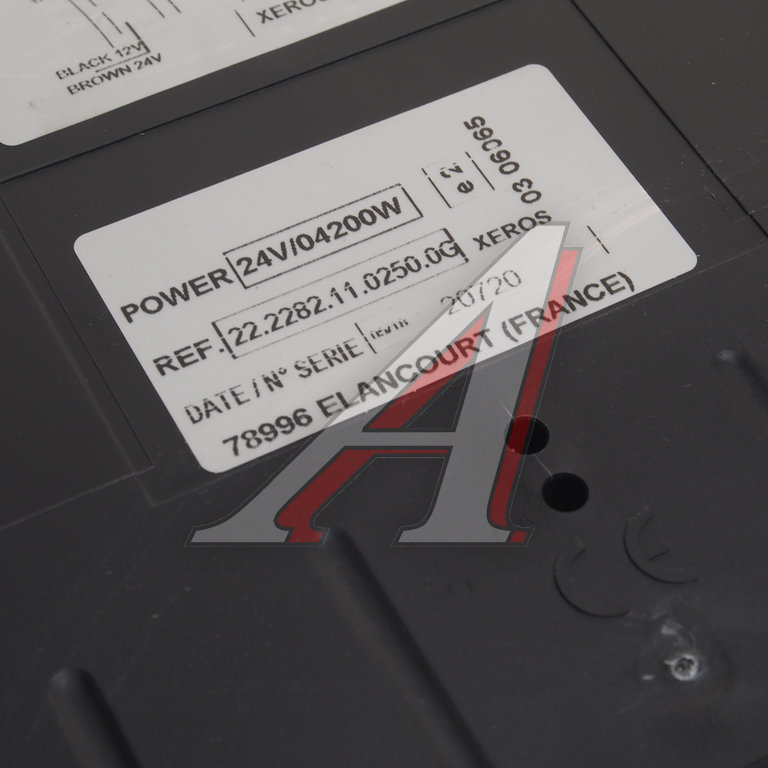 XEROS
BLACK 12V
BROWN 24V
e2
03 06065
POWER 24V/04200W
REF. 22.2282.11.0250.0G XEROS
DATE / N° SERIE 20720
78996 ELANCOURT (FRANCE)
CE